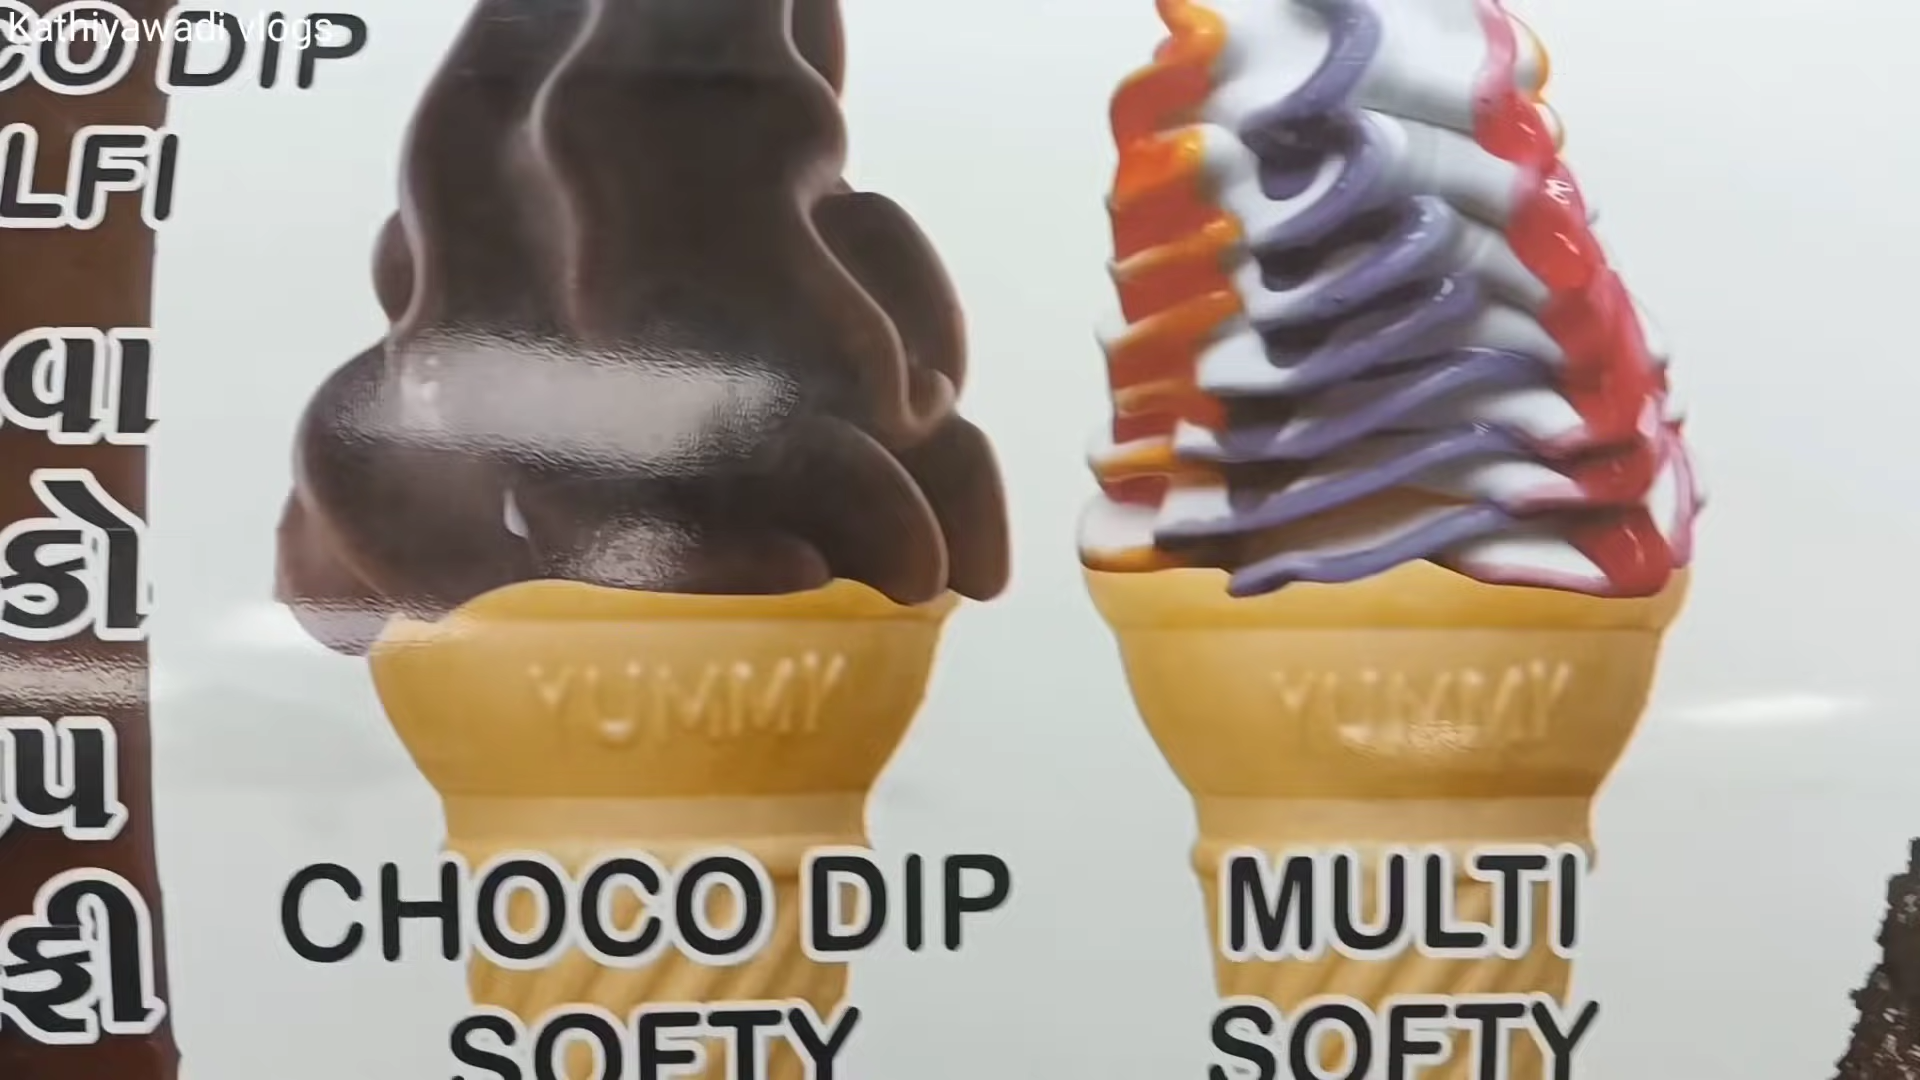 Kathiyawadi vlogs
CO DIP
LFI
વા
કો
પ
ફી
YUMMY
YUMMY
CHOCO DIP
SOFTY
MULTI
SOFTY